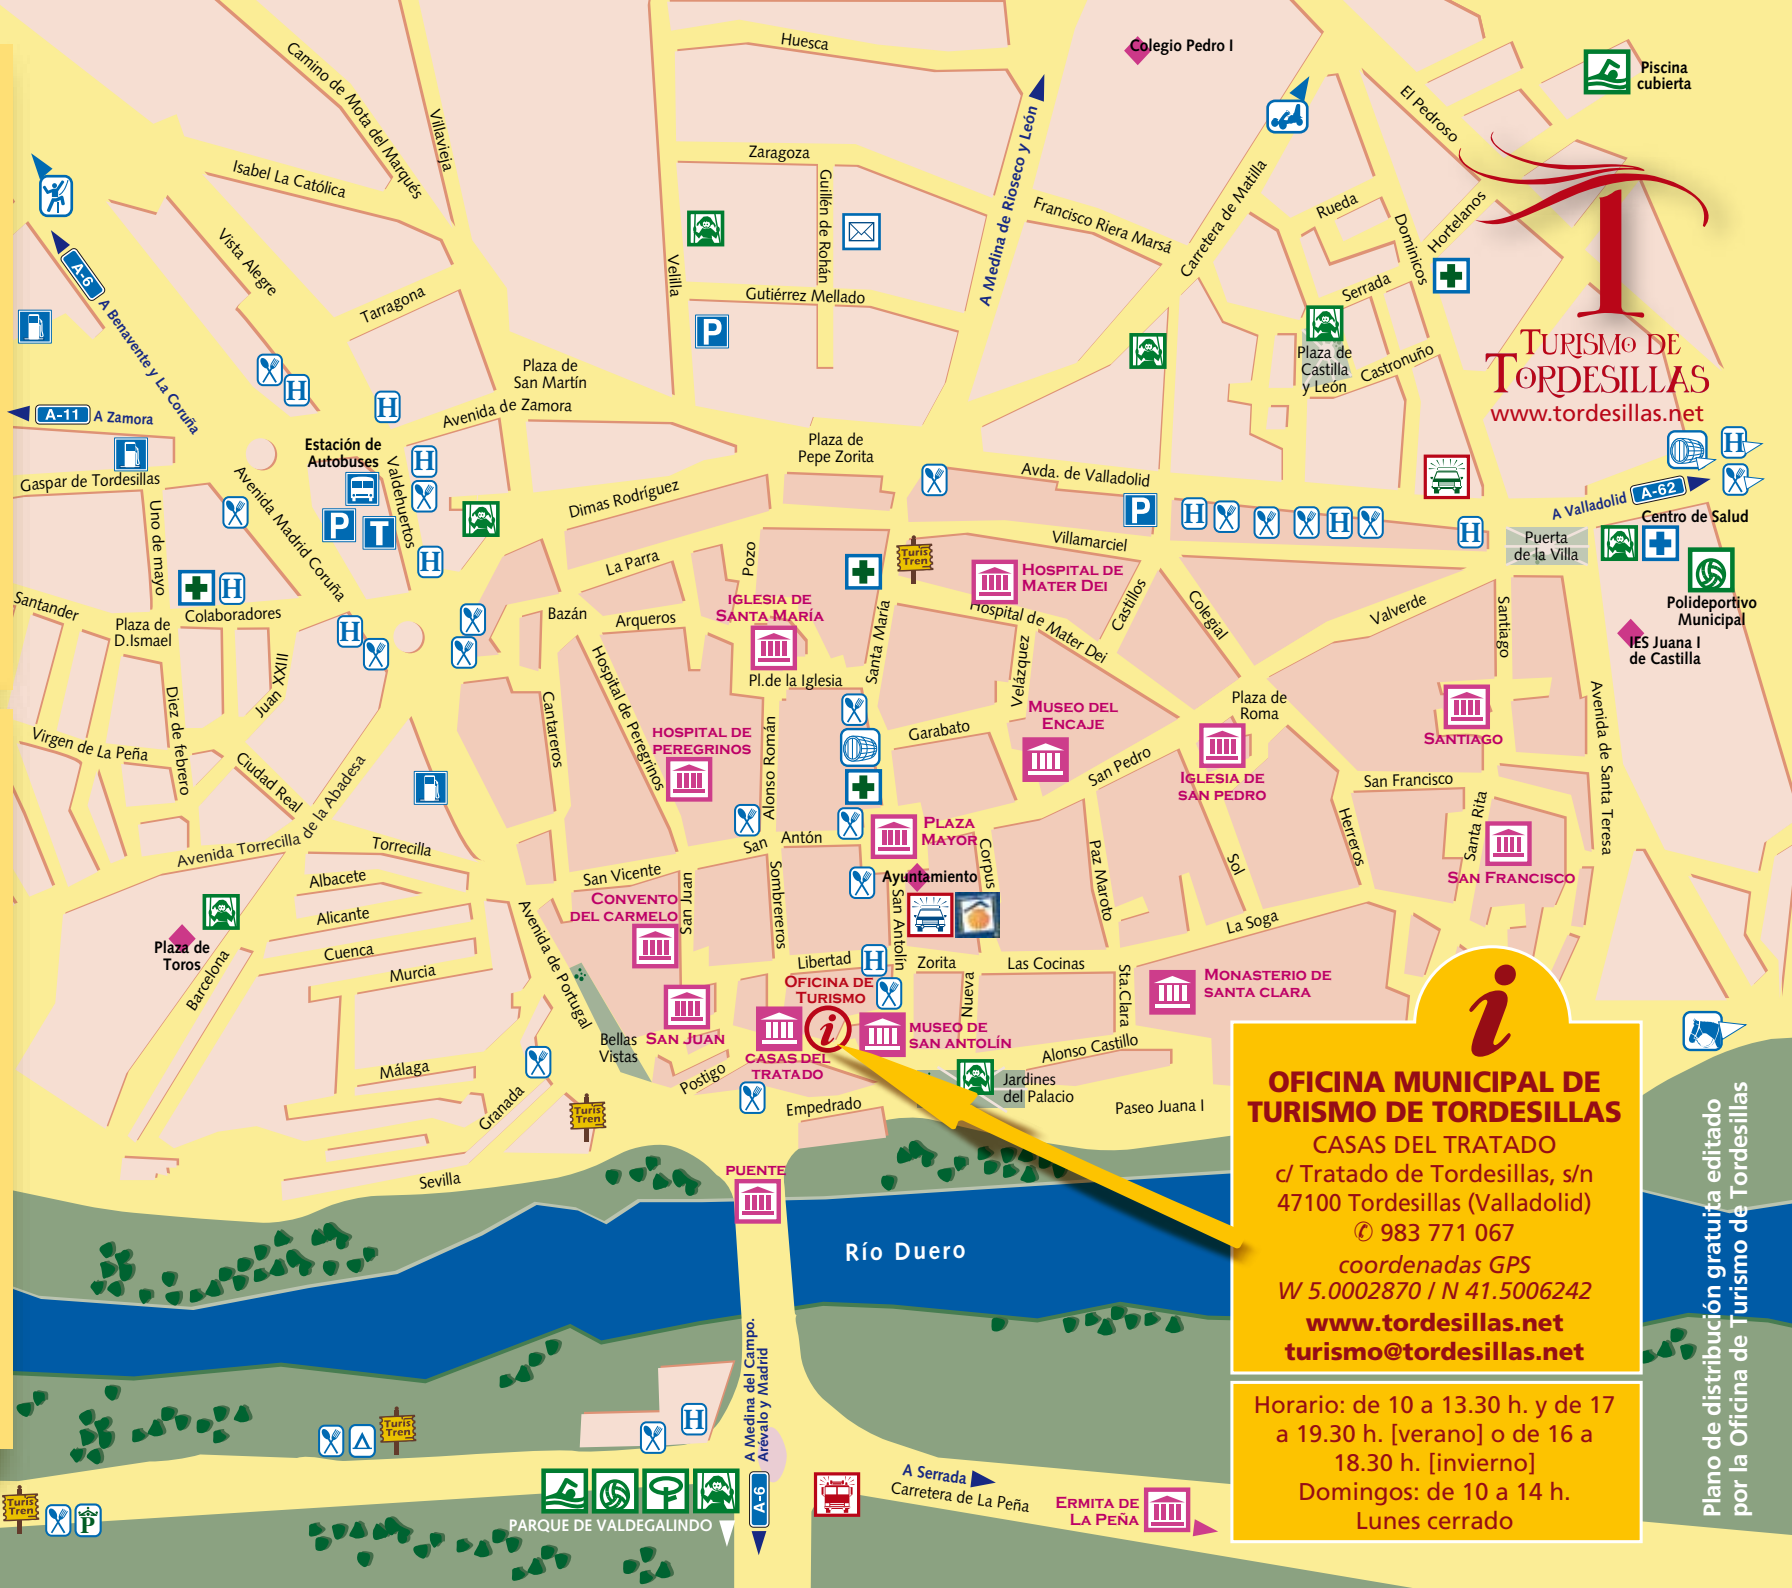 Huesca
Colegio Pedro I
Piscina
cubierta
Camino de Mota del Marqués
Villavieja
El Pedroso
Isabel La Católica
Zaragoza
Guillén de Rohán
A Medina de Rioseco y León
Francisco Riera Marsá
Carretera de Matilla
Rueda
Dominicos
Hortelanos
Vista Alegre
Velilla
Serrada
A-6
A Benavente y La Coruña
Tarragona
Gutiérrez Mellado
P
Plaza de
Castilla
y León
Castronuño
TURISMO DE
TORDESILLAS
www.tordesillas.net
Plaza de
San Martín
H
H
Avenida de Zamora
A-11
A Zamora
Estación de
Autobuses
Valdehuertos
H
Plaza de
Pepe Zorita
Avda. de Valladolid
H
A Valladolid
A-62
Gaspar de Tordesillas
Avenida Madrid Coruña
Uno de mayo
Dimas Rodríguez
P
T
P
H
H
H
Puerta
de la Villa
Centro de Salud
Villamarciel
Turis
Tren
H
La Parra
Pozo
HOSPITAL DE
MATER DEI
Polideportivo
Municipal
Santander
H
Colaboradores
Plaza de
D.Ismael
H
Bazán
Arqueros
IGLESIA DE
SANTA MARÍA
Santa María
Hospital de Mater Dei
Castillos
Colegial
Valverde
Santiago
IES Juana I
de Castilla
Juan XXIII
Hospital de Peregrinos
Pl.de la Iglesia
Velázquez
Diez de febrero
Cantareros
Plaza de
Roma
Avenida de Santa Teresa
Virgen de La Peña
HOSPITAL DE
PEREGRINOS
Alonso Román
Garabato
MUSEO DEL
ENCAJE
San Pedro
IGLESIA DE
SAN PEDRO
SANTIAGO
Ciudad Real
San Francisco
Avenida Torrecilla de la Abadesa
Torrecilla
San Antón
PLAZA
MAYOR
Corpus
Paz Maroto
Sol
Herreros
Santa Rita
SAN FRANCISCO
Albacete
San Vicente
Ayuntamiento
Alicante
CONVENTO
DEL CARMELO
San Juan
Sombrereros
San Antolín
La Soga
Plaza de
Toros
Cuenca
Murcia
Barcelona
Avenida de Portugal
Libertad
H
Zorita
Las Cocinas
OFICINA DE
TURISMO
i
Nueva
Sta.Clara
MONASTERIO DE
SANTA CLARA
Bellas
Vistas
SAN JUAN
CASAS DEL
TRATADO
MUSEO DE
SAN ANTOLÍN
Alonso Castillo
Málaga
Postigo
Jardines
del Palacio
Granada
Empedrado
Paseo Juana I
Turis
Tren
Sevilla
PUENTE
Río Duero
A Medina del Campo.
Arévalo y Madrid
H
Turis
Tren
A-6
A Serrada
Carretera de La Peña
ERMITA DE
LA PEÑA
Turis
Tren
P
PARQUE DE VALDEGALINDO
i
OFICINA MUNICIPAL DE
TURISMO DE TORDESILLAS
CASAS DEL TRATADO
c/ Tratado de Tordesillas, s/n
47100 Tordesillas (Valladolid)
✆ 983 771 067
coordenadas GPS
W 5.0002870 / N 41.5006242
www.tordesillas.net
turismo@tordesillas.net
Horario: de 10 a 13.30 h. y de 17
a 19.30 h. [verano] o de 16 a
18.30 h. [invierno]
Domingos: de 10 a 14 h.
Lunes cerrado
Plano de distribución gratuita editado
por la Oficina de Turismo de Tordesillas